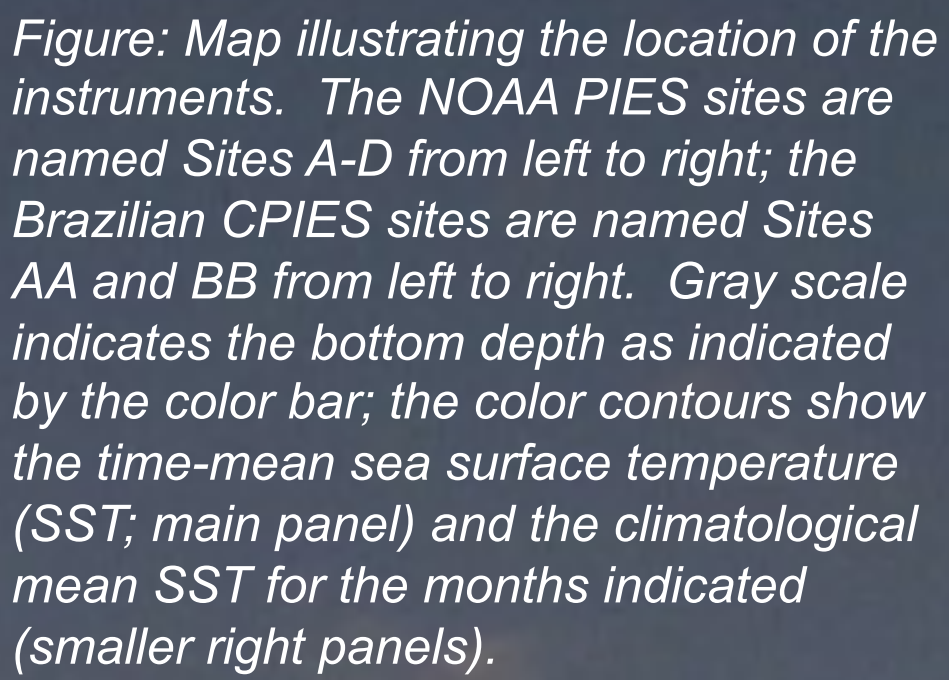 Figure: Map illustrating the location of the
instruments.  The NOAA PIES sites are
named Sites A-D from left to right; the
Brazilian CPIES sites are named Sites
AA and BB from left to right.  Gray scale
indicates the bottom depth as indicated
by the color bar; the color contours show
the time-mean sea surface temperature
(SST; main panel) and the climatological
mean SST for the months indicated
(smaller right panels).